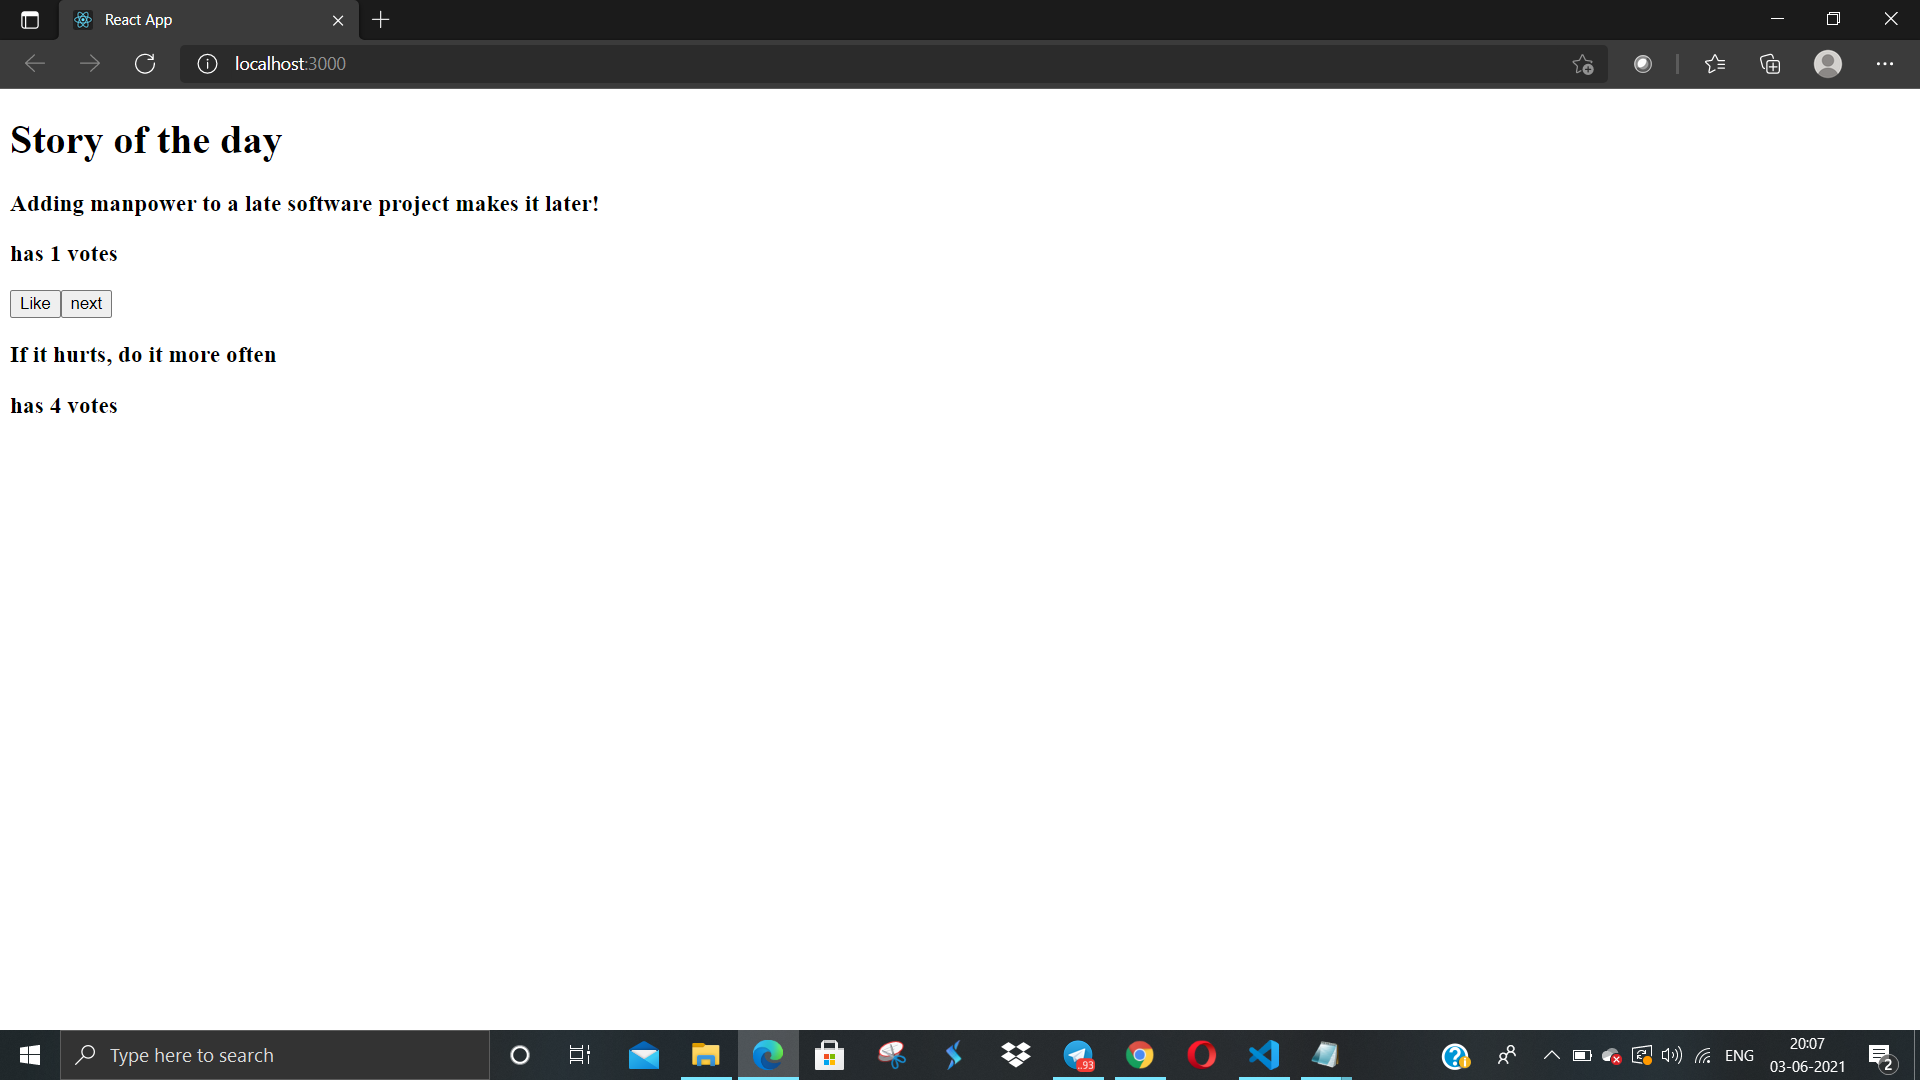 React App
localhost:3000
Story of the day
Adding manpower to a late software project makes it later!
has 1 votes
Like next
If it hurts, do it more often
has 4 votes
Type here to search
..93
ENG
20:07
03-06-2021
2